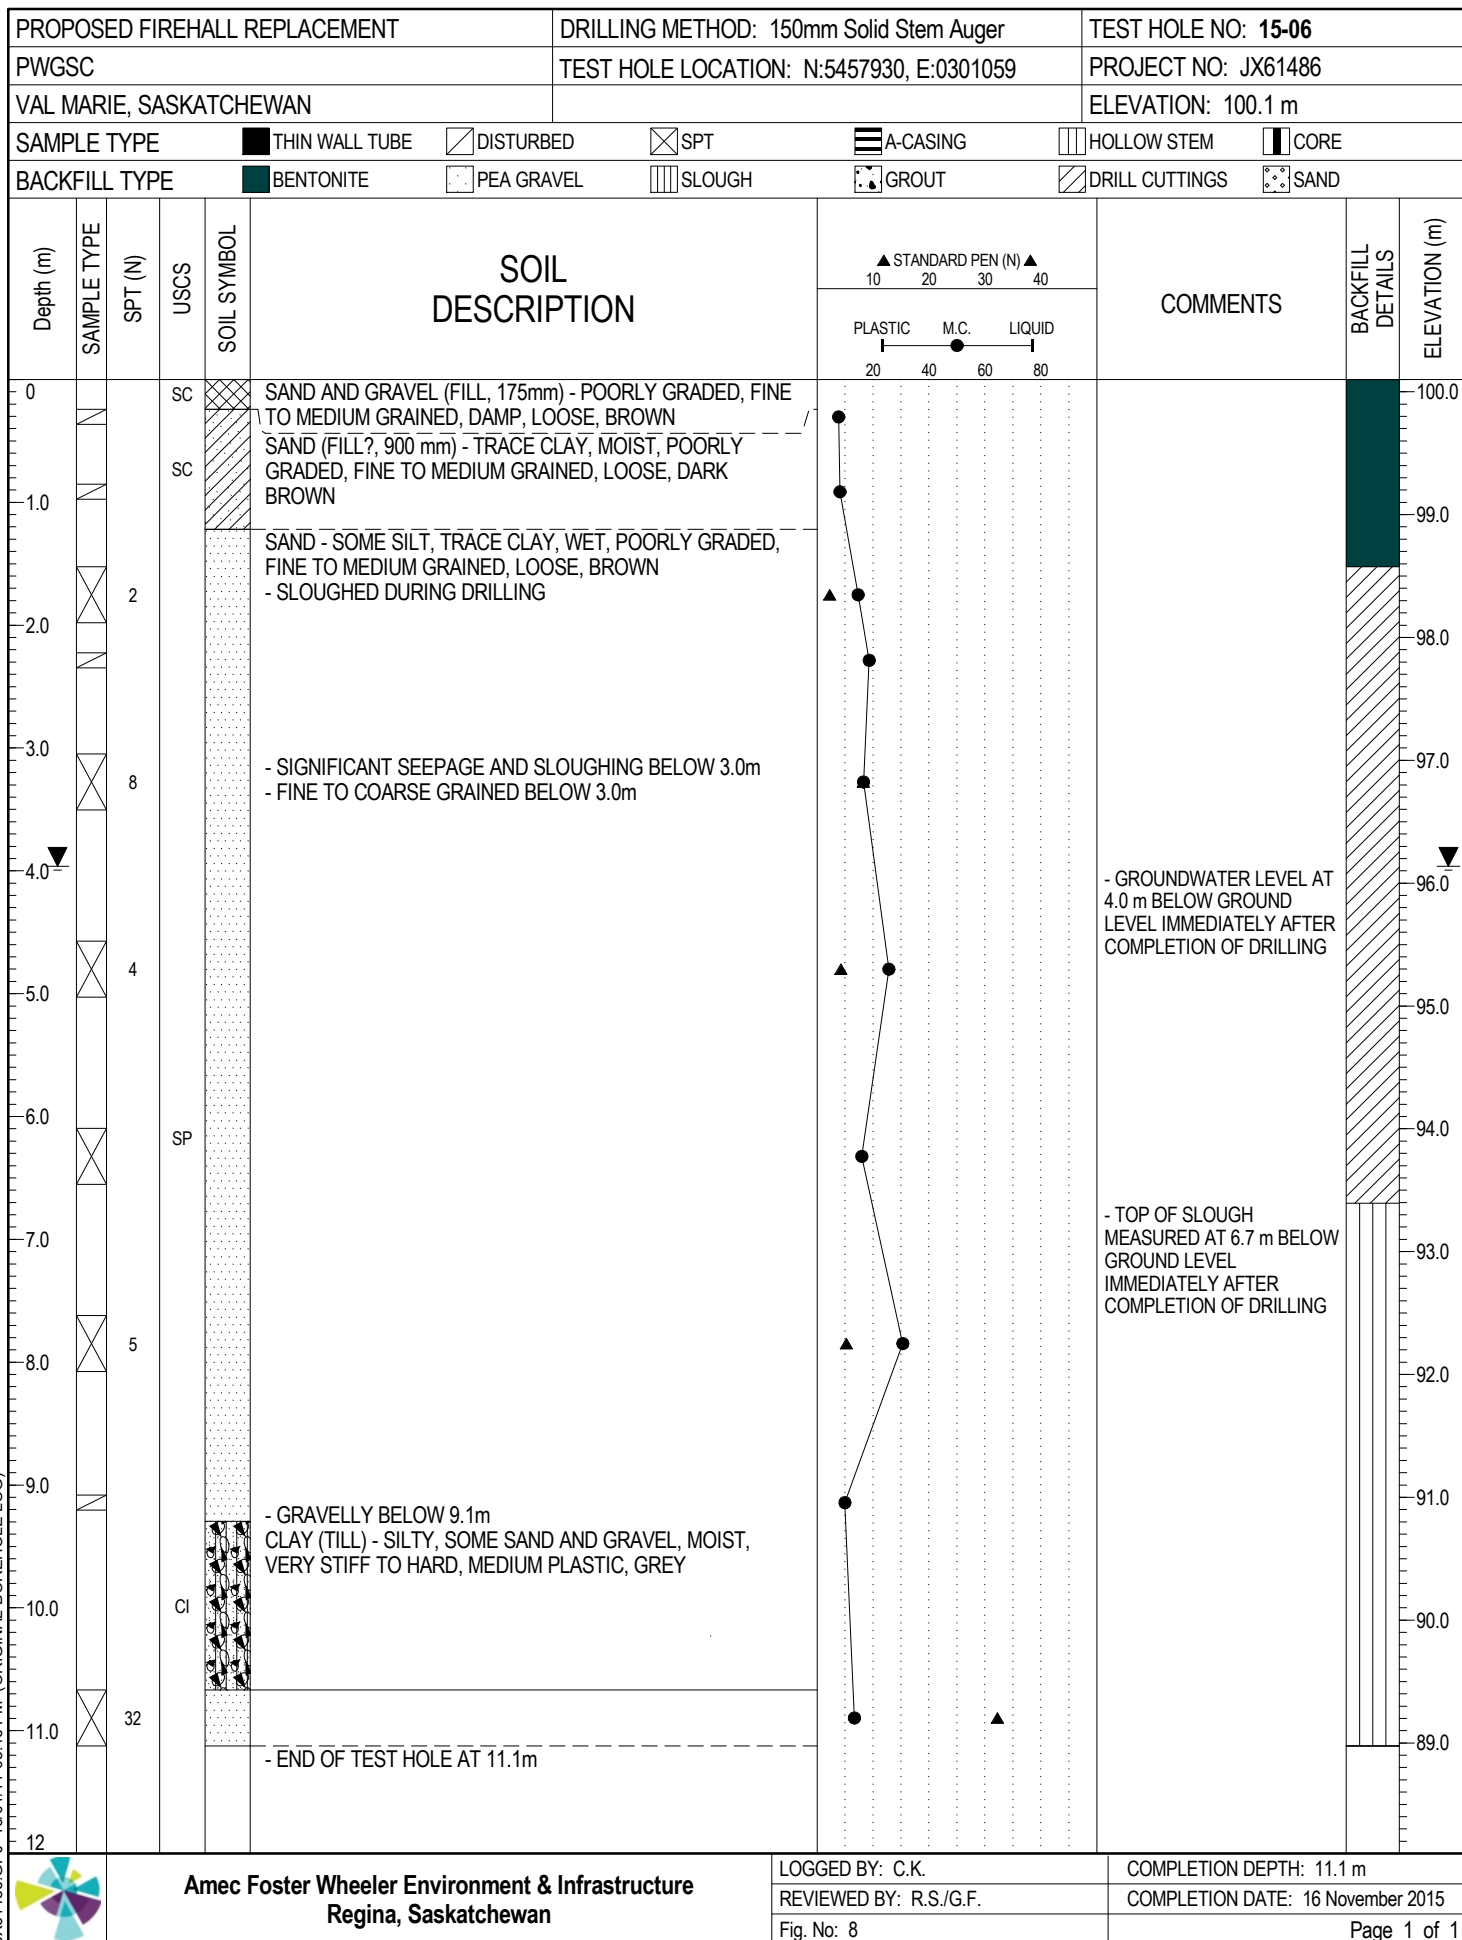 PROPOSED FIREHALL REPLACEMENT
DRILLING METHOD: 150mm Solid Stem Auger
TEST HOLE NO: 15-06
PWGSC
TEST HOLE LOCATION: N:5457930, E:0301059
PROJECT NO: JX61486
VAL MARIE, SASKATCHEWAN
ELEVATION: 100.1 m
SAMPLE TYPE THIN WALL TUBE DISTURBED SPT A-CASING HOLLOW STEM CORE
BACKFILL TYPE BENTONITE PEA GRAVEL SLOUGH GROUT DRILL CUTTINGS SAND
Depth (m)
SAMPLE TYPE
SPT (N)
USCS
SOIL SYMBOL
SOIL
DESCRIPTION
▲ STANDARD PEN (N) ▲
10 20 30 40
PLASTIC M.C. LIQUID
20 40 60 80
COMMENTS
BACKFILL
DETAILS
ELEVATION (m)
0
SC
SAND AND GRAVEL (FILL, 175mm) - POORLY GRADED, FINE
TO MEDIUM GRAINED, DAMP, LOOSE, BROWN
100.0
SC
SAND (FILL?, 900 mm) - TRACE CLAY, MOIST, POORLY
GRADED, FINE TO MEDIUM GRAINED, LOOSE, DARK
BROWN
1.0
99.0
SAND - SOME SILT, TRACE CLAY, WET, POORLY GRADED,
FINE TO MEDIUM GRAINED, LOOSE, BROWN
- SLOUGHED DURING DRILLING
2
2.0
98.0
3.0
97.0
- SIGNIFICANT SEEPAGE AND SLOUGHING BELOW 3.0m
- FINE TO COARSE GRAINED BELOW 3.0m
8
4.0
96.0
- GROUNDWATER LEVEL AT
4.0 m BELOW GROUND
LEVEL IMMEDIATELY AFTER
COMPLETION OF DRILLING
4
5.0
95.0
6.0
SP
94.0
- TOP OF SLOUGH
MEASURED AT 6.7 m BELOW
GROUND LEVEL
IMMEDIATELY AFTER
COMPLETION OF DRILLING
7.0
93.0
5
8.0
92.0
9.0
91.0
- GRAVELLY BELOW 9.1m
CLAY (TILL) - SILTY, SOME SAND AND GRAVEL, MOIST,
VERY STIFF TO HARD, MEDIUM PLASTIC, GREY
10.0
CI
90.0
32
11.0
89.0
- END OF TEST HOLE AT 11.1m
12
Amec Foster Wheeler Environment & Infrastructure
Regina, Saskatchewan
LOGGED BY: C.K.
COMPLETION DEPTH: 11.1 m
REVIEWED BY: R.S./G.F.
COMPLETION DATE: 16 November 2015
Fig. No: 8
Page 1 of 1